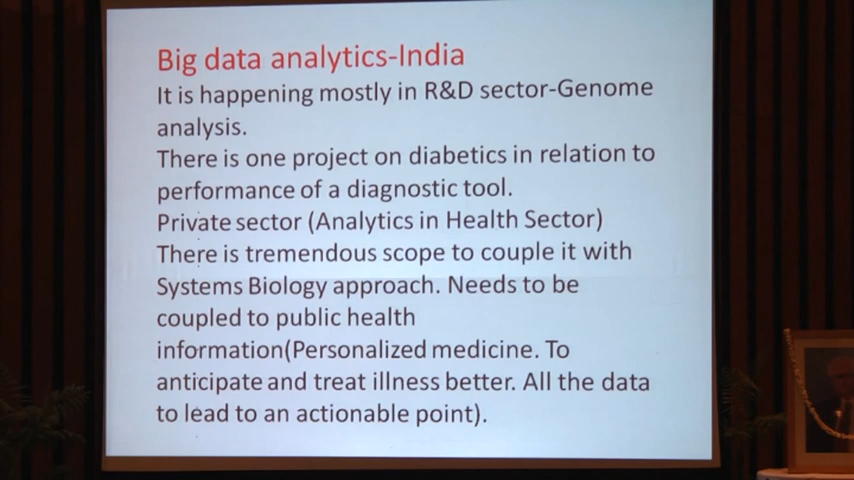 Big data analytics-India
It is happening mostly in R&D sector-Genome
analysis.
There is one project on diabetics in relation to
performance of a diagnostic tool.
Private sector (Analytics in Health Sector)
There is tremendous scope to couple it with
Systems Biology approach. Needs to be
coupled to public health
information(Personalized medicine. To
anticipate and treat illness better. All the data
to lead to an actionable point).